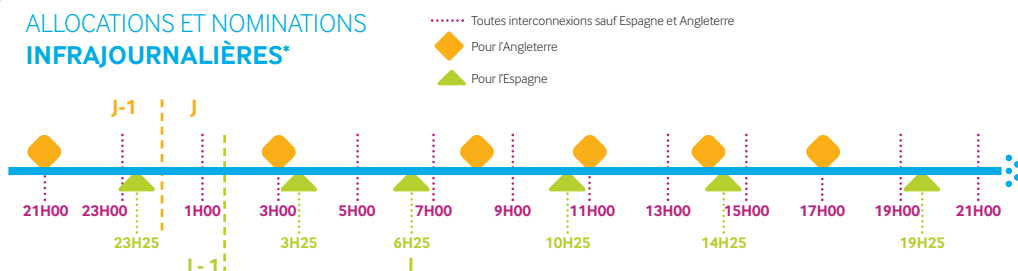 ALLOCATIONS ET NOMINATIONS
INFRAJOURNALIÈRES*
Toutes interconnexions sauf Espagne et Angleterre
Pour l'Angleterre
Pour l'Espagne
J-1 J
21H00 23H00 1H00 3H00 5H00 7H00 9H00 11H00 13H00 15H00 17H00 19H00 21H00
23H25 3H25 6H25 10H25 14H25 19H25
J - 1 J